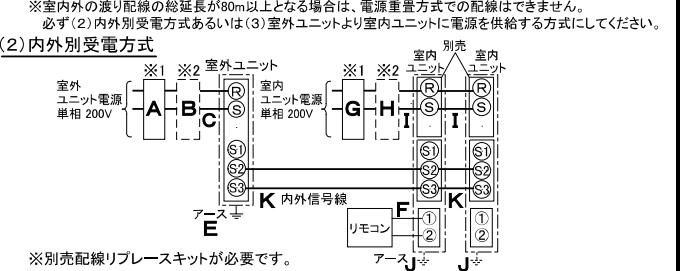 ※室内外の渡り配線の総延長が80m以上となる場合は、電源重畳方式での配線はできません。
必ず(2)内外別受電方式あるいは(3)室外ユニットより室内ユニットに電源を供給する方式にしてください。
(2)内外別受電方式
※1 ※2 室外ユニット
室外
ユニット電源
単相 200V
A B C
R
S
S1
S2
S3
アース
E
※1 ※2
室内
ユニット電源
単相 200V
G H I I
別売
室内
ユニット
室内
ユニット
R R
S S
S1 S1
S2 S2
S3 S3
K 内外信号線 F K
リモコン
① ①
② ②
アース J J
※別売配線リプレースキットが必要です。